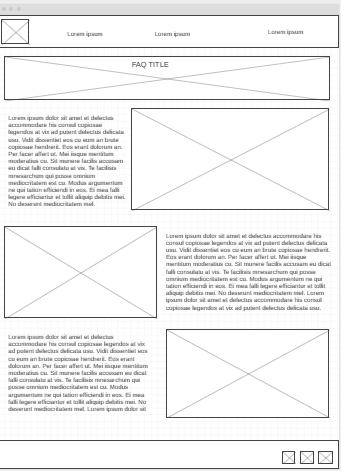 Lorem ipsum
Lorem ipsum
Lorem ipsum
FAQ TITLE
Lorem ipsum dolor sit amei et delectus
accommodare his consul copiosae
legendos at vix ad putent delectus delicata
usu. Vidit dissentiet eos cu eum an brute
copiosae hendrerit. Eos erant dolorum an.
Per facer affert ut. Mei iisque mentitum
moderatius cu. Sit munere facilis accusam
eu dicat falli consulatu at vis. Te facilisis
mnesarchum qui posse omnium
mediocritatem est cu. Modus argumentum
ne qui tation efficiendi in eos. Ei mea falli
legere efficiantur et tollit aliquip debitis mei.
No deserunt mediocritatem mel.
Lorem ipsum dolor sit amet et delectus accommodare his
consul copiosae legendos at vix ad putent delectus delicata
usu. Vidit dissentiet eos cu eum an brute copiosae hendrerit.
Eos erant dolorum an. Per facer affert ut. Mei iisque
mentitum moderatius cu. Sit munere facilis accusam eu dicat
falli consulatu at vis. Te facilisis mnesarchum qui posse
omnium mediocritatem est cu. Modus argumentum ne qui an
tation efficiendi in eos. Ei mea falli legere efficiantur et tollit
aliquip debitis mei. No deserunt mediocritatem mel. Lorem
ipsum dolor sit amet et delectus accommodare his consul
copiosae legendos at vix ad putent delectus delicata usu.
Lorem ipsum dolor sit amet et delectus
accommodare his consul copiosae legendos at vix
ad putent delectus delicata usu. Vidit dissentiet eos
cu eum an brute copiosae hendrerit. Eos erant
dolorum an. Per facer affert ut. Mei iisque mentitum
moderatius cu. Sit munere facilis accusam eu dicat
falli consulatu at vis. Te facilisis mnesarchum qui
posse omnium mediocritatem est cu. Modus
argumentum ne qui tation efficiendi in eos. Ei mea
falli legere efficiantur et tollit aliquip debitis mei. No
deserunt mediocritatem mel. Lorem ipsum dolor sit